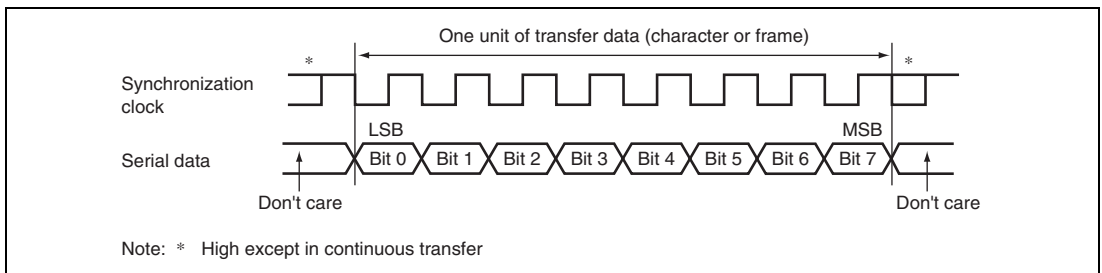 One unit of transfer data (character or frame)
* *
Synchronization
clock
LSB MSB
Serial data Bit 0 Bit 1 Bit 2 Bit 3 Bit 4 Bit 5 Bit 6 Bit 7
Don't care Don't care
Note: * High except in continuous transfer